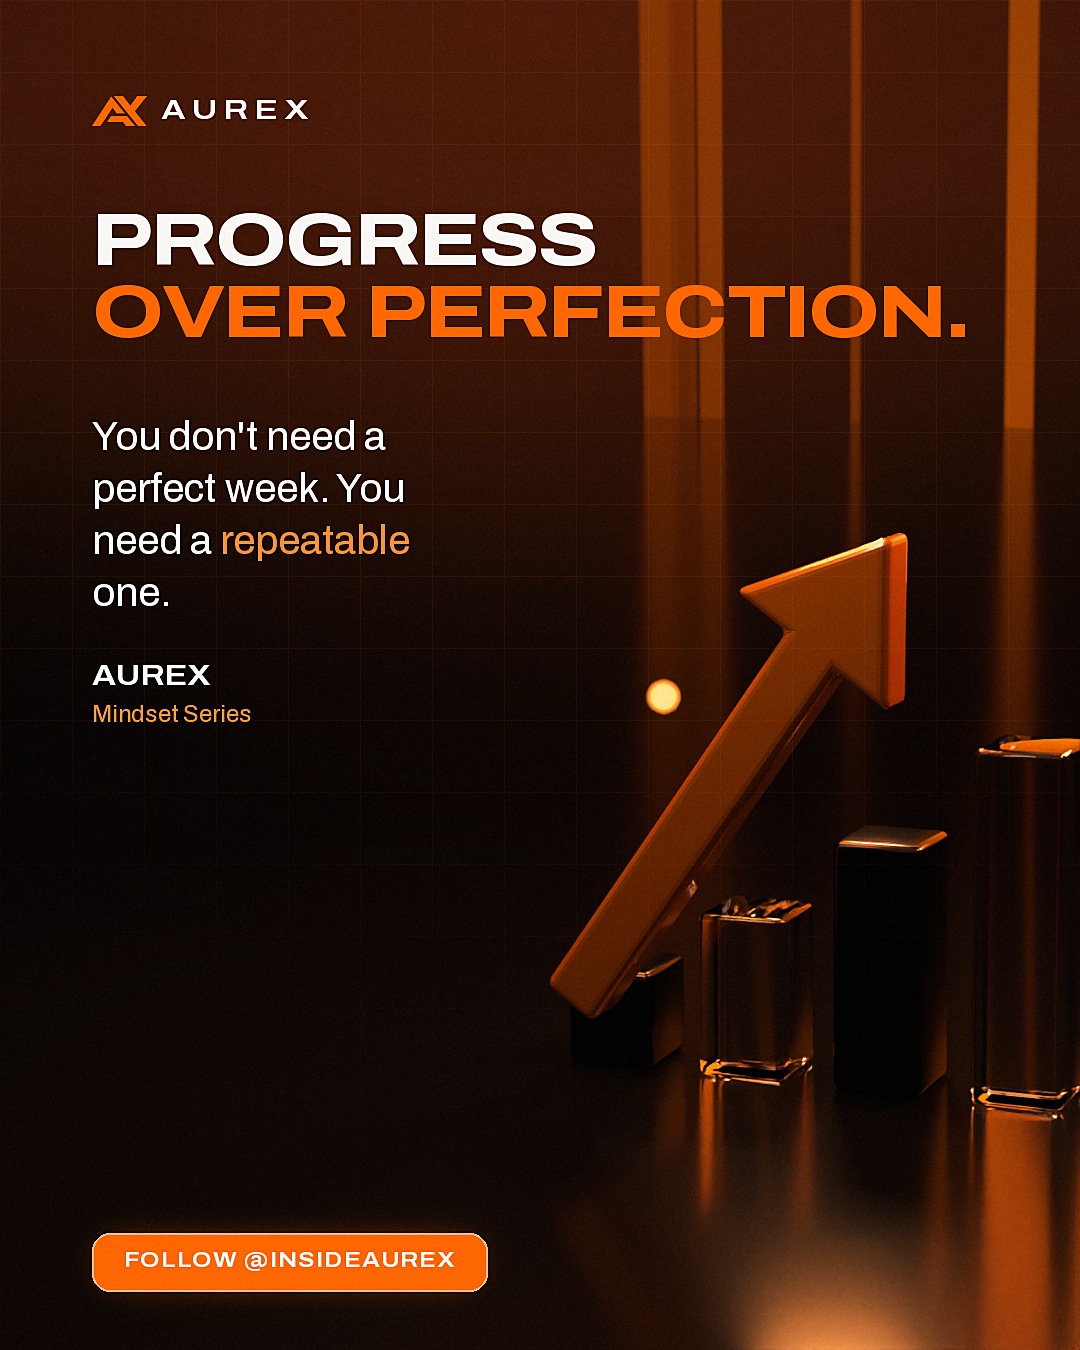 AUREX
PROGRESS
OVER PERFECTION.
You don't need a
perfect week. You
need a repeatable
one.
AUREX
Mindset Series
FOLLOW @INSIDEAUREX